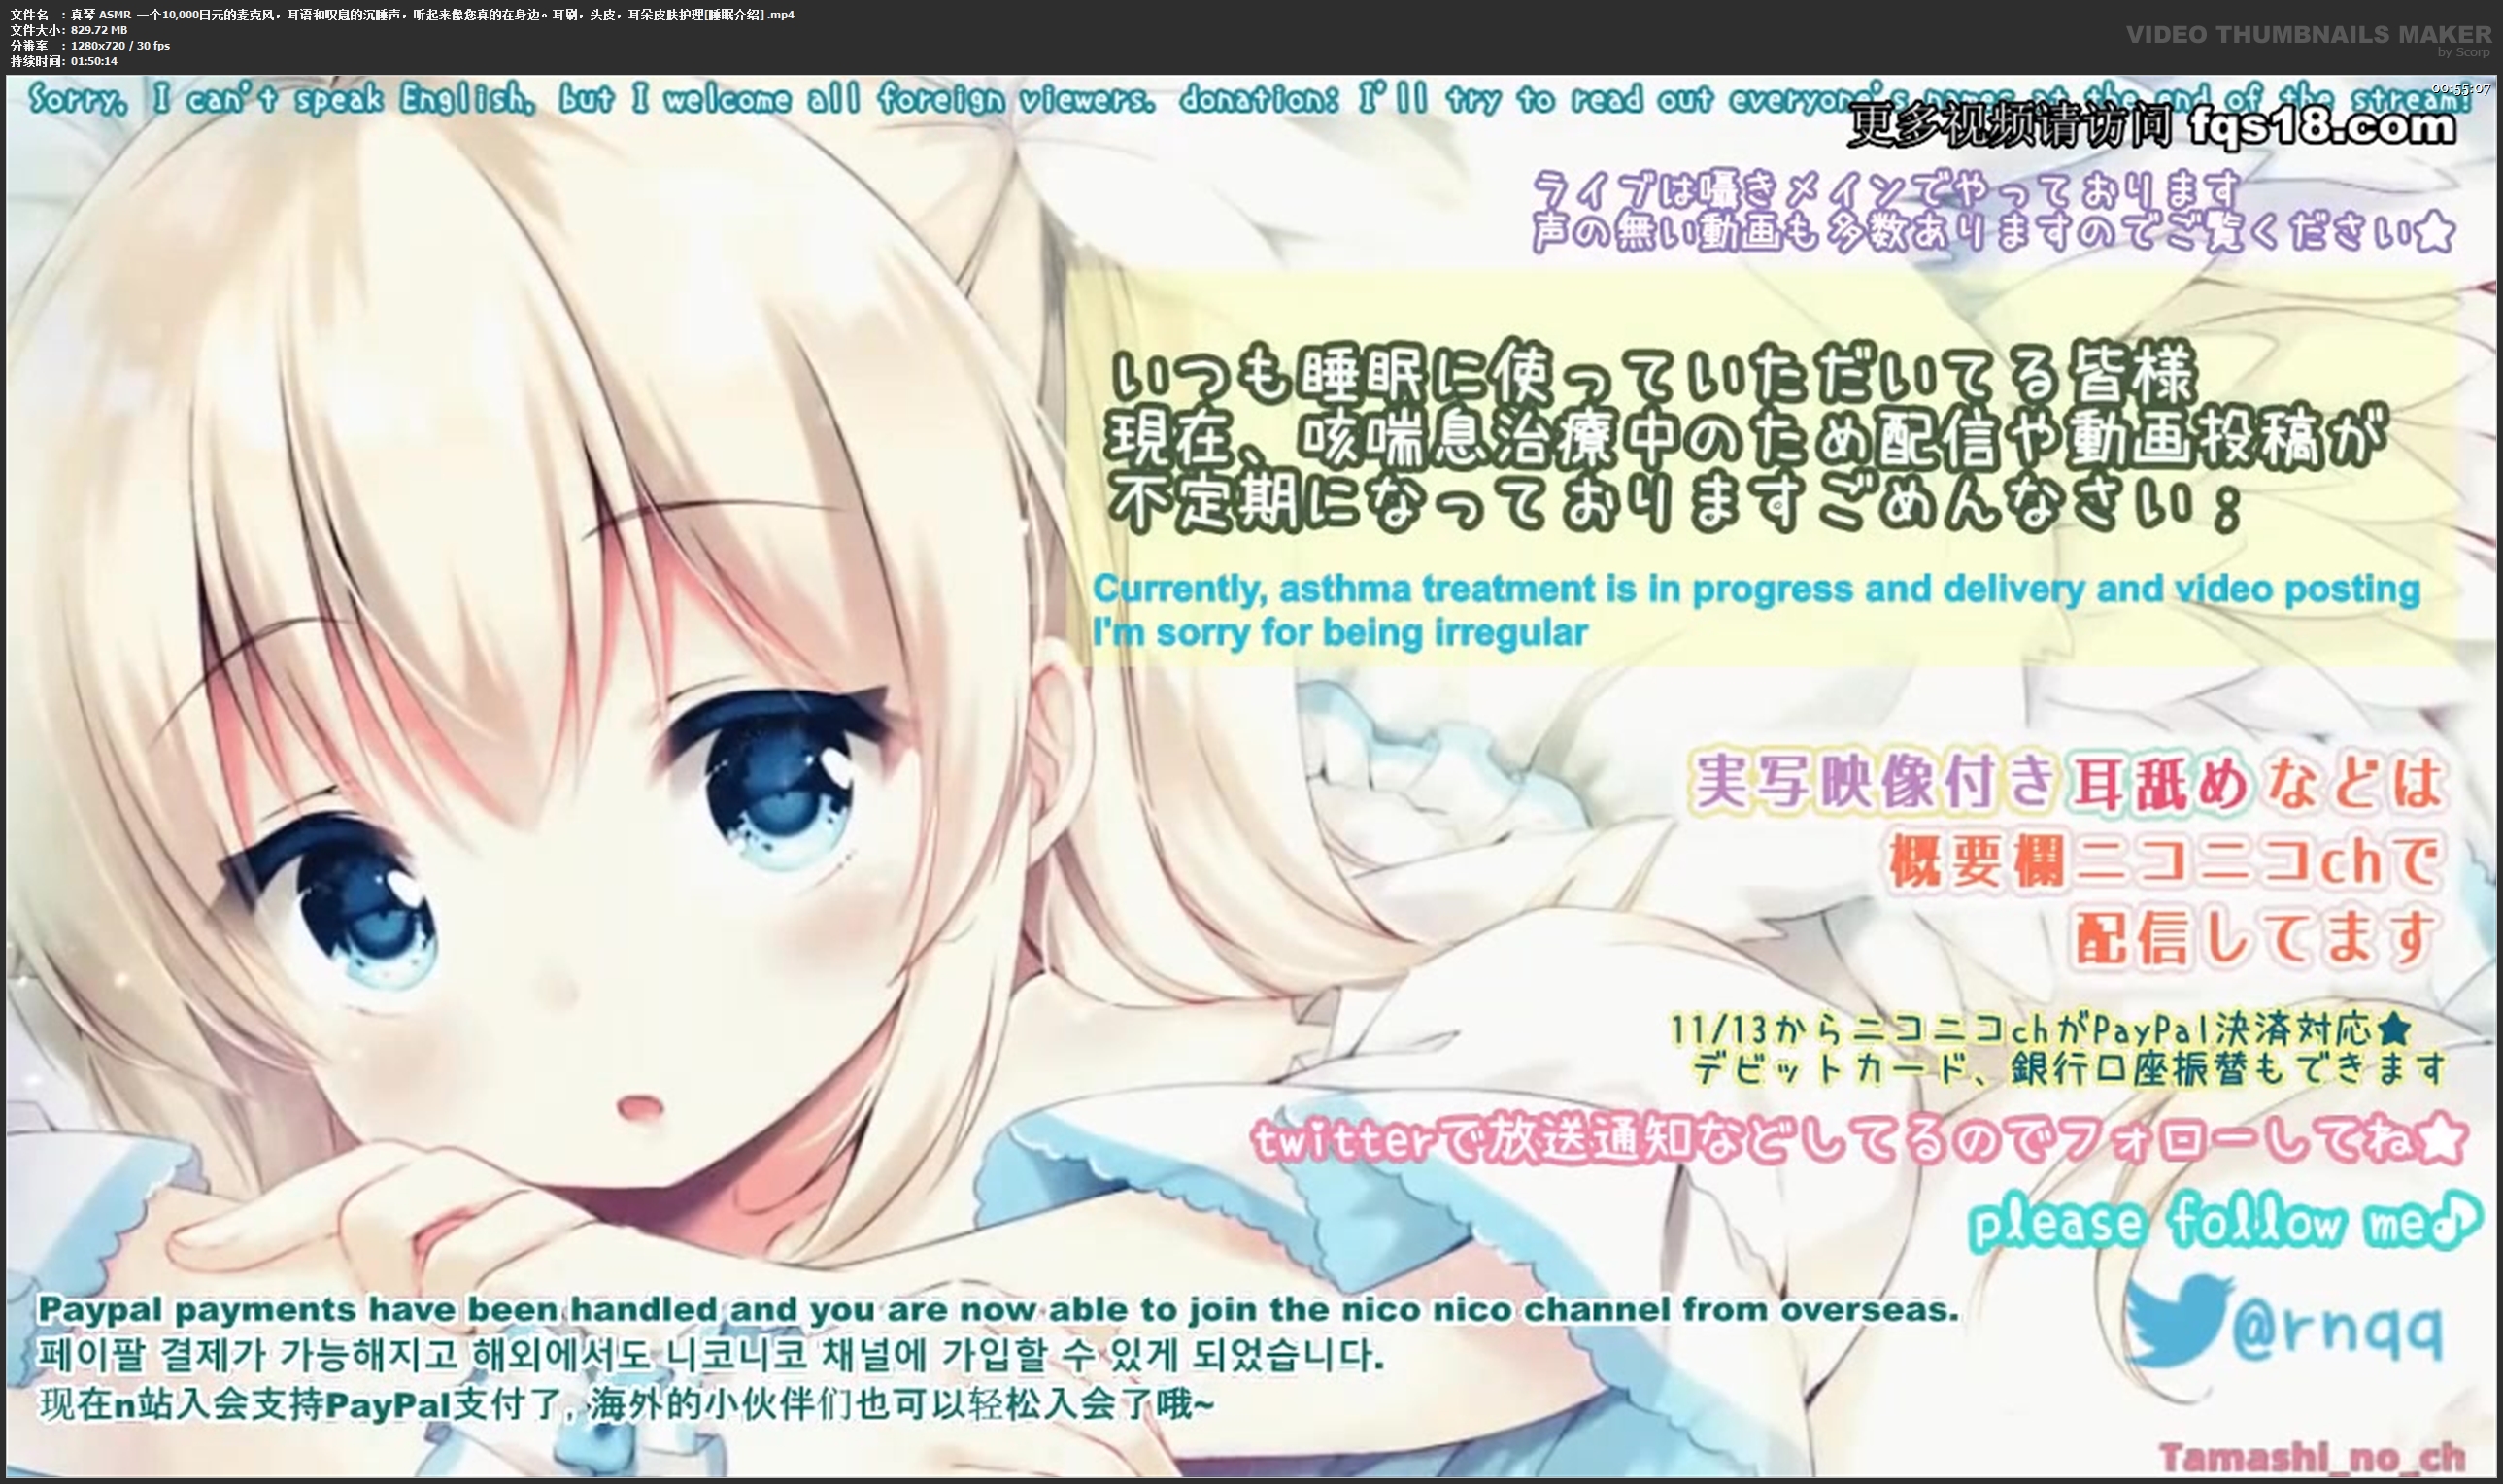 文件名 ：真琴 ASMR 一个10,000日元的麦克风，耳语和叹息的沉睡声，听起来像您真的在身边。耳刷，头皮，耳朵皮肤护理[睡眠介绍] .mp4
文件大小: 829.72 MB
分辨率 ：1280x720 / 30 fps
持续时间: 01:50:14
VIDEO THUMBNAILS MAKER
by Scorp
00:55:07
Sorry, I can't speak English, but I welcome all foreign viewers. donation: I'll try to read out everyone's names at the end of the stream!
更多视频请访问 fqs18.com
ライブは囁きメインでやっております
声の無い動画も多数ありますのでご覧ください★
いつも睡眠に使っていただいてる皆様
現在、咳喘息治療中のため配信や動画投稿が
不定期になっておりますごめんなさい；
Currently, asthma treatment is in progress and delivery and video posting
I'm sorry for being irregular
実写映像付き耳舐めなどは
概要欄ニコニコchで
配信してます
11/13からニコニコchがPayPal決済対応★
デビットカード、銀行口座振替もできます
twitterで放送通知などしてるのでフォローしてね★
please follow me♪
@rnqq
Paypal payments have been handled and you are now able to join the nico nico channel from overseas.
페이팔 결제가 가능해지고 해외에서도 니코니코 채널에 가입할 수 있게 되었습니다.
现在n站入会支持PayPal支付了, 海外的小伙伴们也可以轻松入会了哦~
Tamashi_no_ch